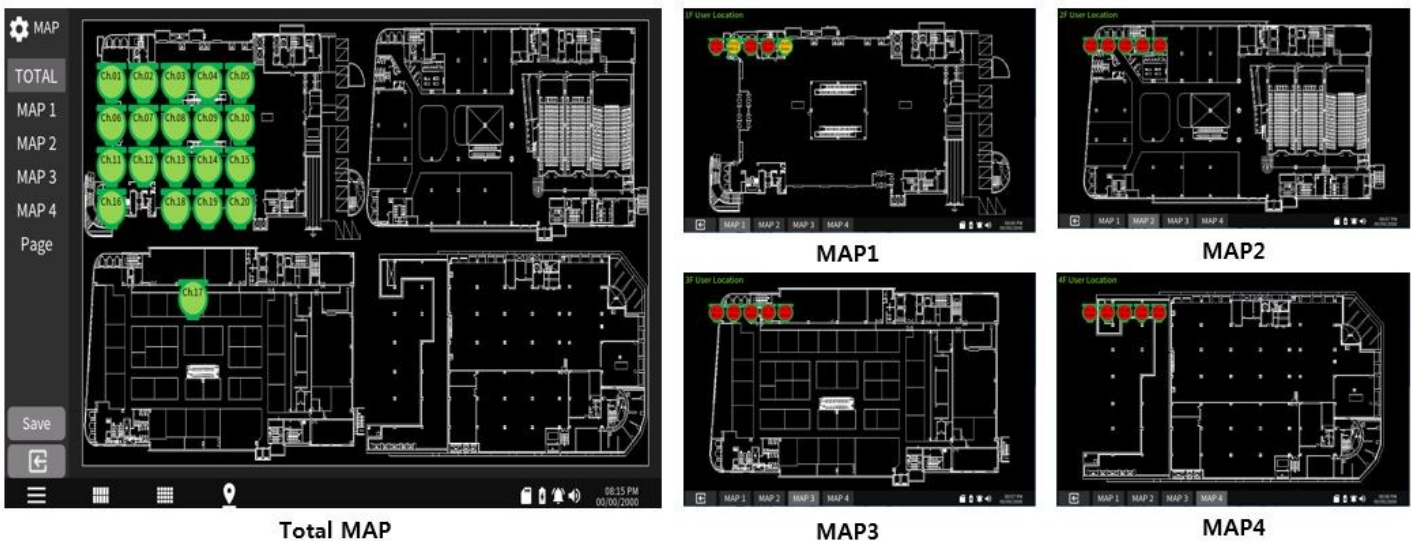 MAP
TOTAL
MAP 1
MAP 2
MAP 3
MAP 4
Page
Save
Ch.01 Ch.02 Ch.03 Ch.04 Ch.05
Ch.06 Ch.07 Ch.08 Ch.09 Ch.10
Ch.11 Ch.12 Ch.13 Ch.14 Ch.15
Ch.16 Ch.18 Ch.19 Ch.20
Ch.17
08:15 PM
00/00/2000
Total MAP
1F User Location
MAP 1 MAP 2 MAP 3 MAP 4
MAP1
2F User Location
MAP 1 MAP 2 MAP 3 MAP 4
MAP2
3F User Location
MAP 1 MAP 2 MAP 3 MAP 4
MAP3
4F User Location
MAP 1 MAP 2 MAP 3 MAP 4
MAP4